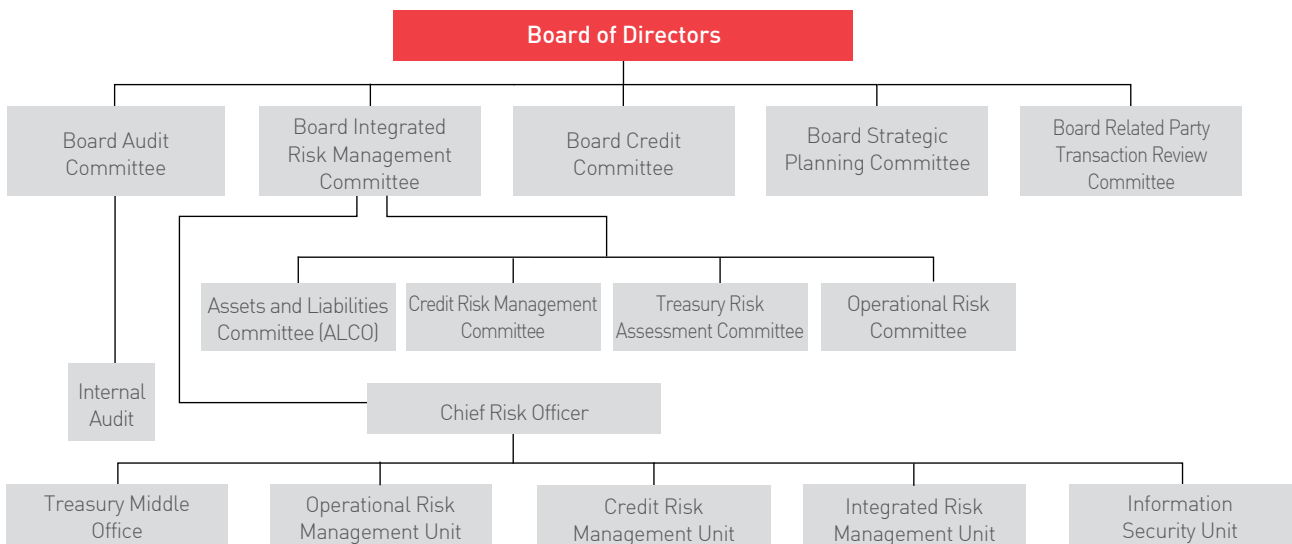 Board of Directors
Board Audit
Committee
Board Integrated
Risk Management
Committee
Board Credit
Committee
Board Strategic
Planning Committee
Board Related Party
Transaction Review
Committee
Assets and Liabilities
Committee (ALCO)
Credit Risk Management
Committee
Treasury Risk
Assessment Committee
Operational Risk
Committee
Internal
Audit
Chief Risk Officer
Treasury Middle
Office
Operational Risk
Management Unit
Credit Risk
Management Unit
Integrated Risk
Management Unit
Information
Security Unit